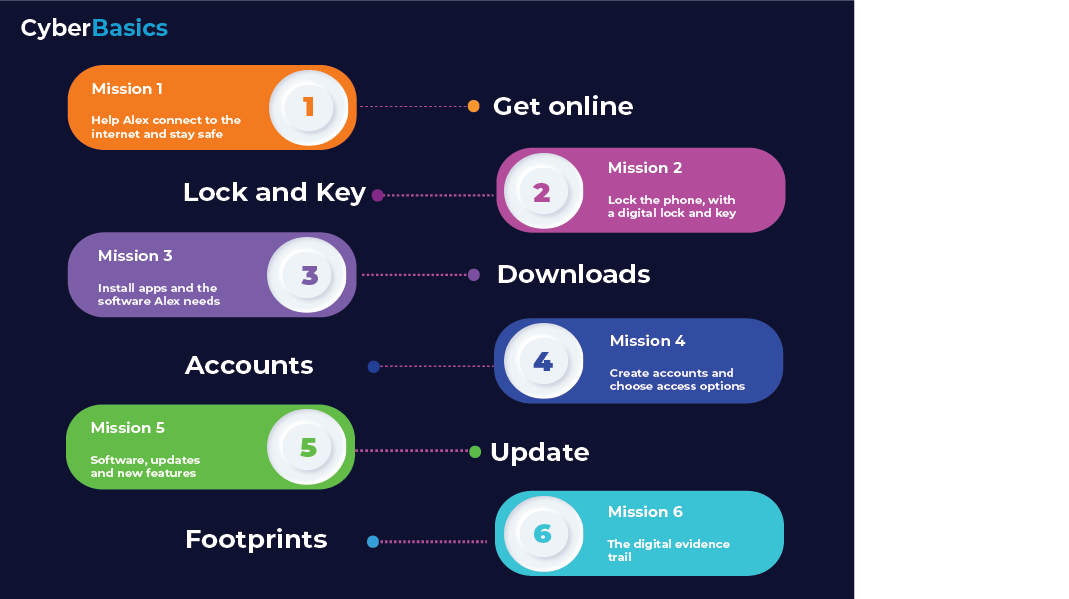 CyberBasics
Mission 1
Help Alex connect to the
internet and stay safe
1
Get online
Lock and Key
2
Mission 2
Lock the phone, with
a digital lock and key
Mission 3
Install apps and the
software Alex needs
3
Downloads
Accounts
4
Mission 4
Create accounts and
choose access options
Mission 5
Software, updates
and new features
5
Update
Footprints
6
Mission 6
The digital evidence
trail